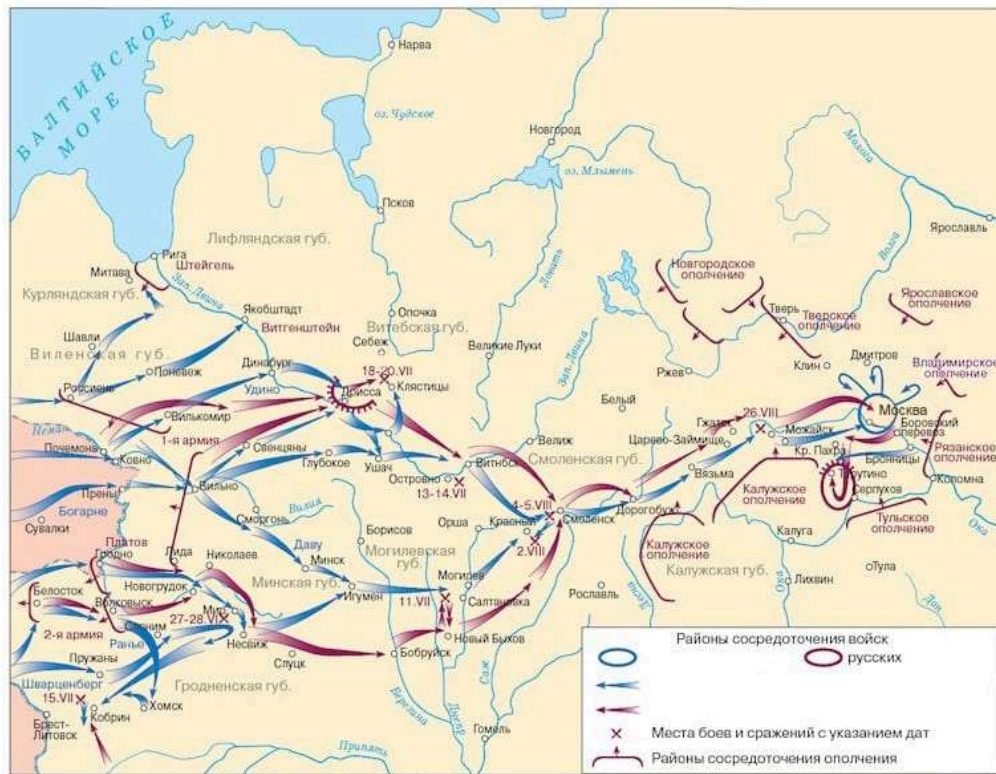 БАЛТИЙСКОЕ
МОРЕ
Нарва
оз. Чудское
Новгород
оз. Млымень
Молога
Псков
Ярославль
Волга
Лифляндская губ.
Рига
Штейгель
Митава
Ловать
Новгородское
ополчение
Курляндская губ.
Зап. Двина
Якобштадт
Опочка
Тверь
Тверское
ополчение
Ярославское
ополчение
Витгенштейн
Витебская губ.
Зап. Двина
Шавли
Себеж
Великие Луки
Клин
Дмитров
Виленская губ.
Поневеж
Динабург
18-20.VII
Ржев
Владимирское
ополчение
Россиены
Удино
Дрисса
Клястицы
Белый
Москва
Вилькомир
26.VIII
Гжатск
Неман
1-я армия
Свенцяны
Велиж
Царево-Займище
Можайск
Боровский
перевоз
Почемонь
Ковно
Глубокое
Ушач
Витебск
Смоленская губ.
Кр. Пахра
Бронницы
Рязанское
ополчение
Вязьма
Прены
Вильно
Островно
13-14.VII
Тарутино
Серпухов
Коломна
Богарне
Сморгонь
Вилия
4-5.VIII
Калужское
ополчение
Сувалки
Борисов
Орша
Красный
Смоленск
Дорогобуж
Тульское
ополчение
Ока
Платов
Даву
2.VIII
Калуга
Гродно
Лида
Николаев
Минск
Могилевская
губ.
Калужское
ополчение
Калужская губ.
Белосток
Новогрудок
Минская губ.
Игумен
Могилев
Тула
Волковыск
Мир
11.VII
Салтановка
Рославль
Десна
Ока
Лихвин
2-я армия
Слоним
27-28.VI
Дон
Ранье
Несвиж
Новый Быхов
Пружаны
Слуцк
Бобруйск
Шварценберг
Гродненская губ.
15.VII
Хомск
Березина
Днепр
Сож
Кобрин
Брест-
Литовск
Гомель
Припять
Районы сосредоточения войск
русских
Места боев и сражений с указанием дат
Районы сосредоточения ополчения